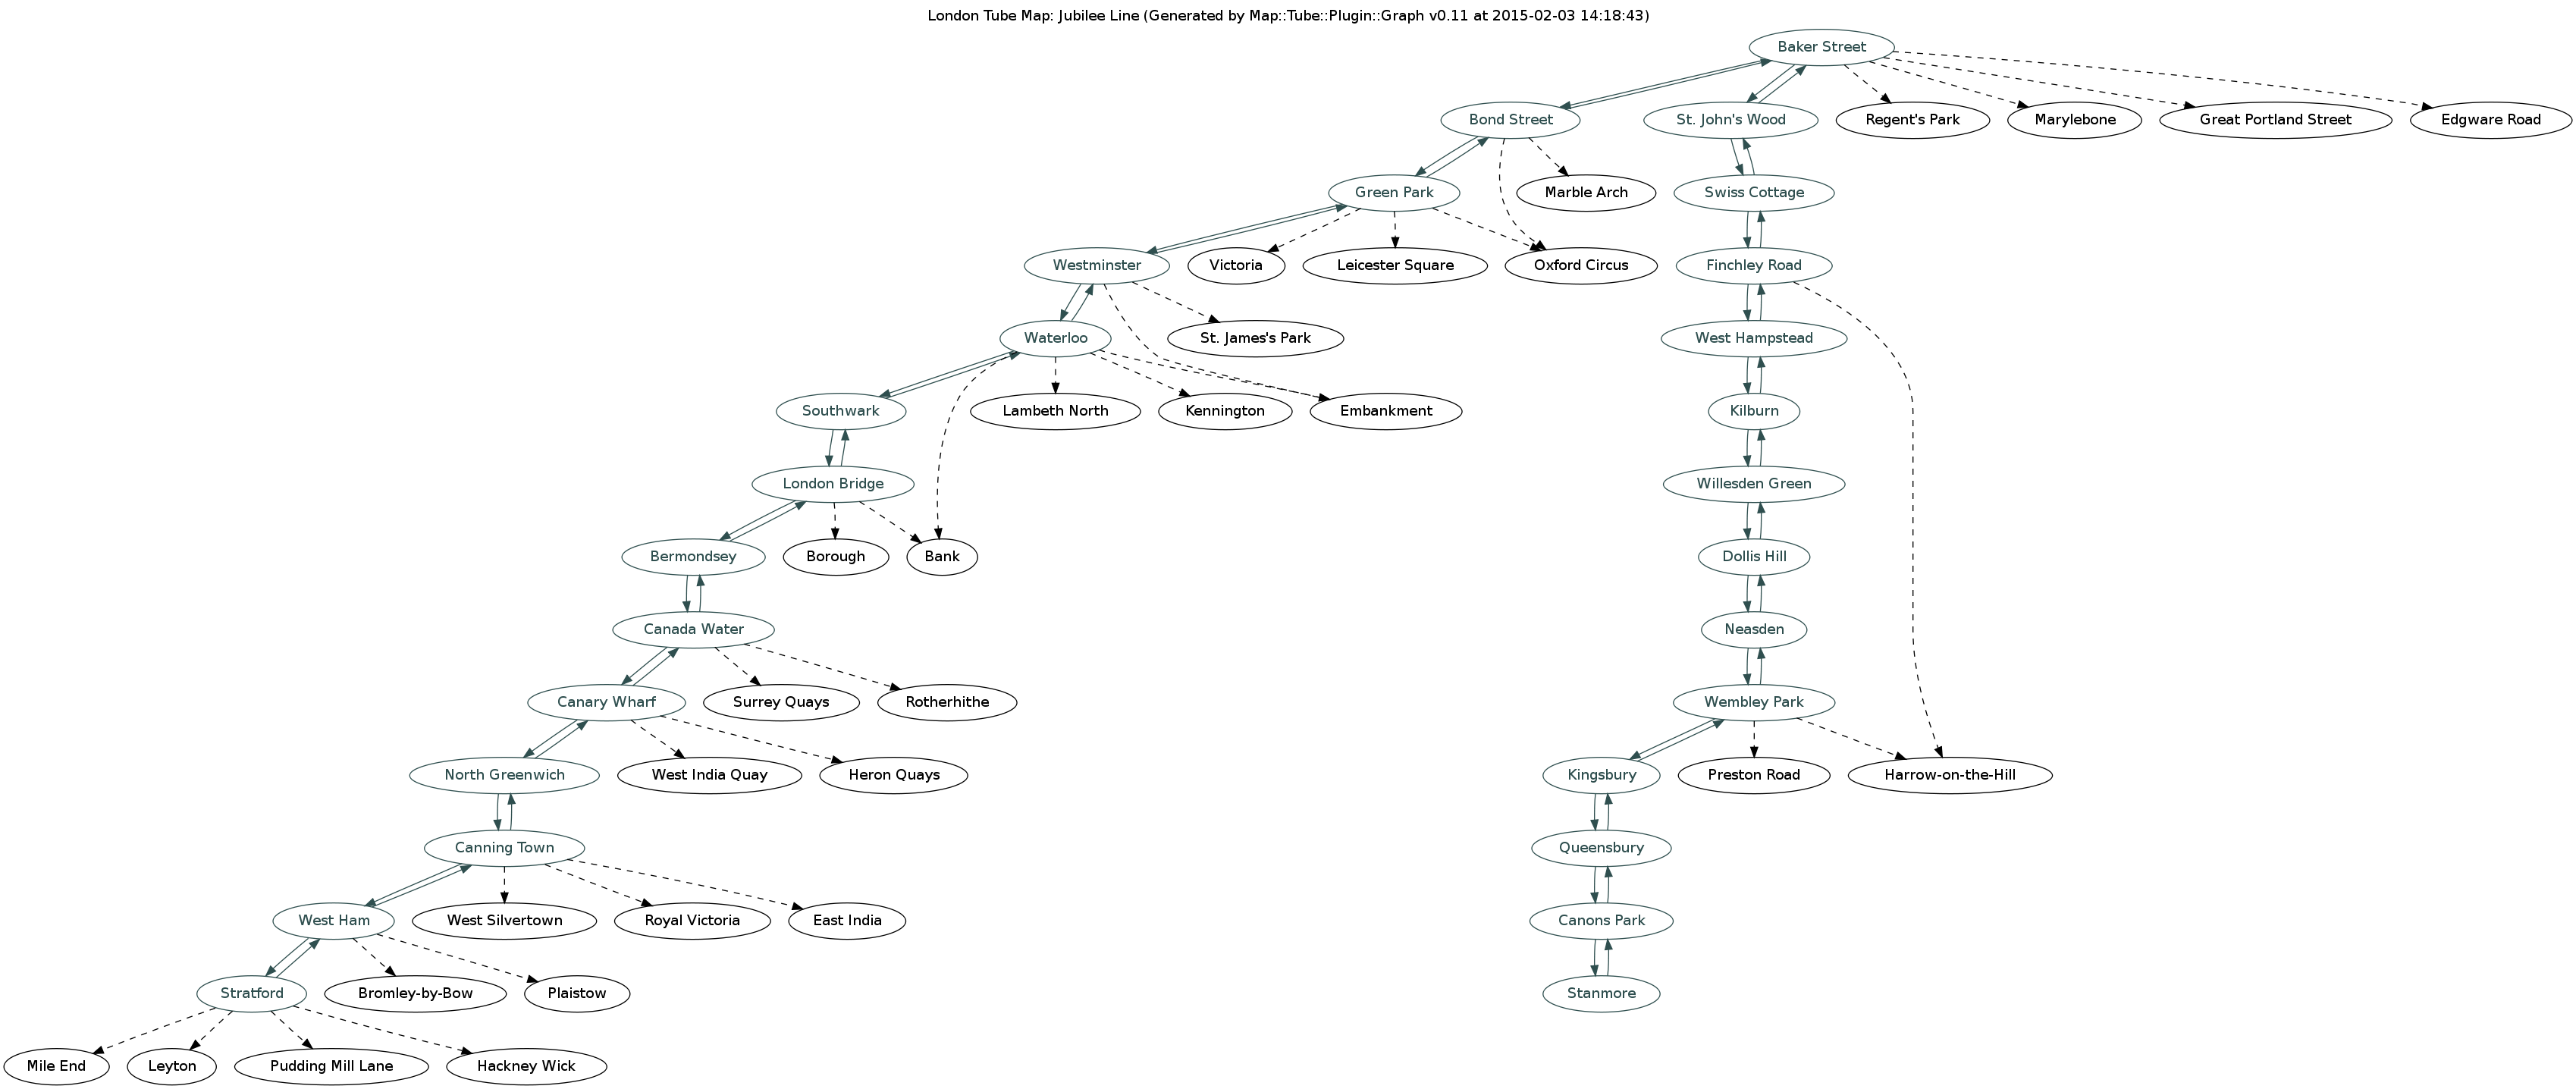 London Tube Map: Jubilee Line (Generated by Map::Tube::Plugin::Graph v0.11 at 2015-02-03 14:18:43)
Baker Street
Bond Street
St. John's Wood
Regent's Park
Marylebone
Great Portland Street
Edgware Road
Green Park
Marble Arch
Swiss Cottage
Westminster
Victoria
Leicester Square
Oxford Circus
Finchley Road
Waterloo
St. James's Park
West Hampstead
Southwark
Lambeth North
Kennington
Embankment
Kilburn
London Bridge
Willesden Green
Bermondsey
Borough
Bank
Dollis Hill
Canada Water
Neasden
Canary Wharf
Surrey Quays
Rotherhithe
Wembley Park
North Greenwich
West India Quay
Heron Quays
Kingsbury
Preston Road
Harrow-on-the-Hill
Canning Town
Queensbury
West Ham
West Silvertown
Royal Victoria
East India
Canons Park
Stratford
Bromley-by-Bow
Plaistow
Stanmore
Mile End
Leyton
Pudding Mill Lane
Hackney Wick